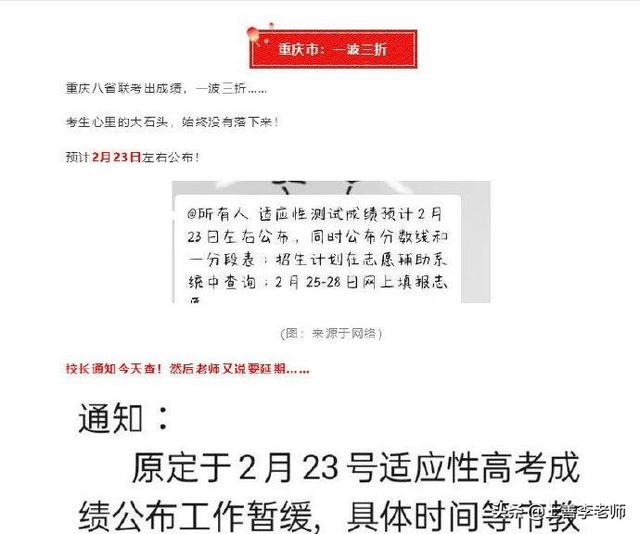 重庆市：一波三折
重庆八省联考出成绩，一波三折……
考生心里的大石头，始终没有落下来！
预计2月23日左右公布！
@所有人 适应性测试成绩预计2月
23日左右公布，同时公布分数线和
一分段表；招生计划在志愿辅助系
统中查询；2月25-28日网上填报志
愿
（图：来源于网络）
校长通知今天查！然后老师又说要延期……
通知：
原定于2月23号适应性高考成
绩公布工作暂缓，具体时间等市教
头条@上善李老师